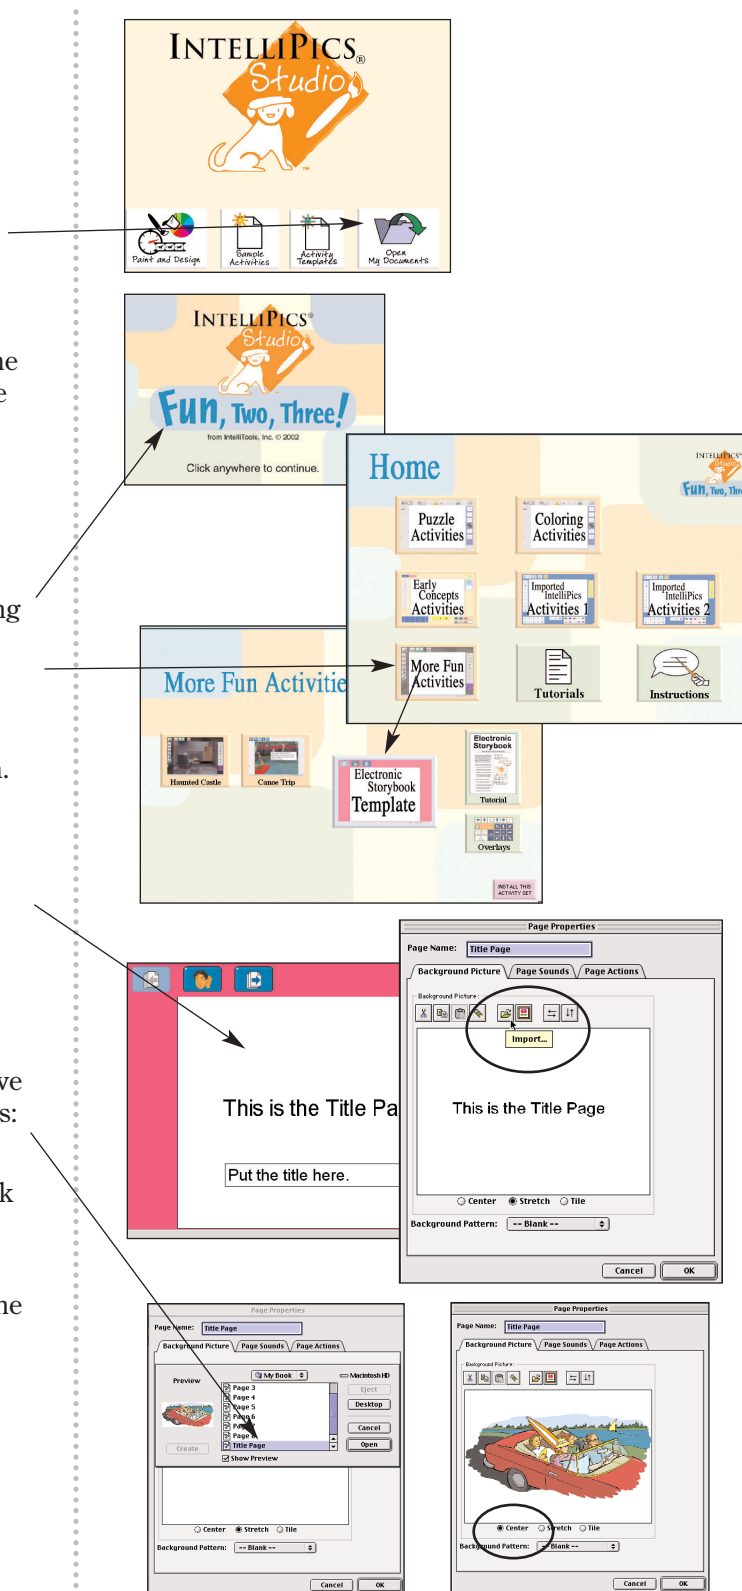 INTELLIPICS®
Studio
™
Paint and Design
Sample
Activities
Activity
Templates
Open
My Documents
INTELLIPICS®
Studio
Fun, Two, Three!
from IntelliTools, Inc. © 2002
Click anywhere to continue.
ne
e
ng
n.
ve
s:
k
ne
Home
INTELLIPICS
Studio
Fun, Two, Thre
Puzzle
Activities
Coloring
Activities
Early
Concepts
Activities
Imported
IntelliPics
Activities 1
Imported
IntelliPics
Activities 2
More Fun
Activities
Tutorials
Instructions
More Fun Activitie
Haunted Castle
Canoe Trip
Electronic
Storybook
Template
Electronic
Storybook
Tutorial
Overlays
INSTALL THIS
ACTIVITY SET
This is the Title Pa
Put the title here.
Page Properties
Page Name: Title Page
Background Picture Page Sounds Page Actions
Background Picture:
Import...
This is the Title Page
Center Stretch Tile
Background Pattern: -- Blank --
Cancel OK
Page Properties
Page Name: Title Page
Background Picture Page Sounds Page Actions
Preview
My Book
Macintosh HD
Page 3
Page 4
Page 5
Page 6
Page 7
Page 8
Title Page
Eject
Desktop
Cancel
Open
Create
Show Preview
Center Stretch Tile
Background Pattern: -- Blank --
Cancel OK
Page Properties
Page Name: Title Page
Background Picture Page Sounds Page Actions
Background Picture:
Center Stretch Tile
Background Pattern: -- Blank --
Cancel OK